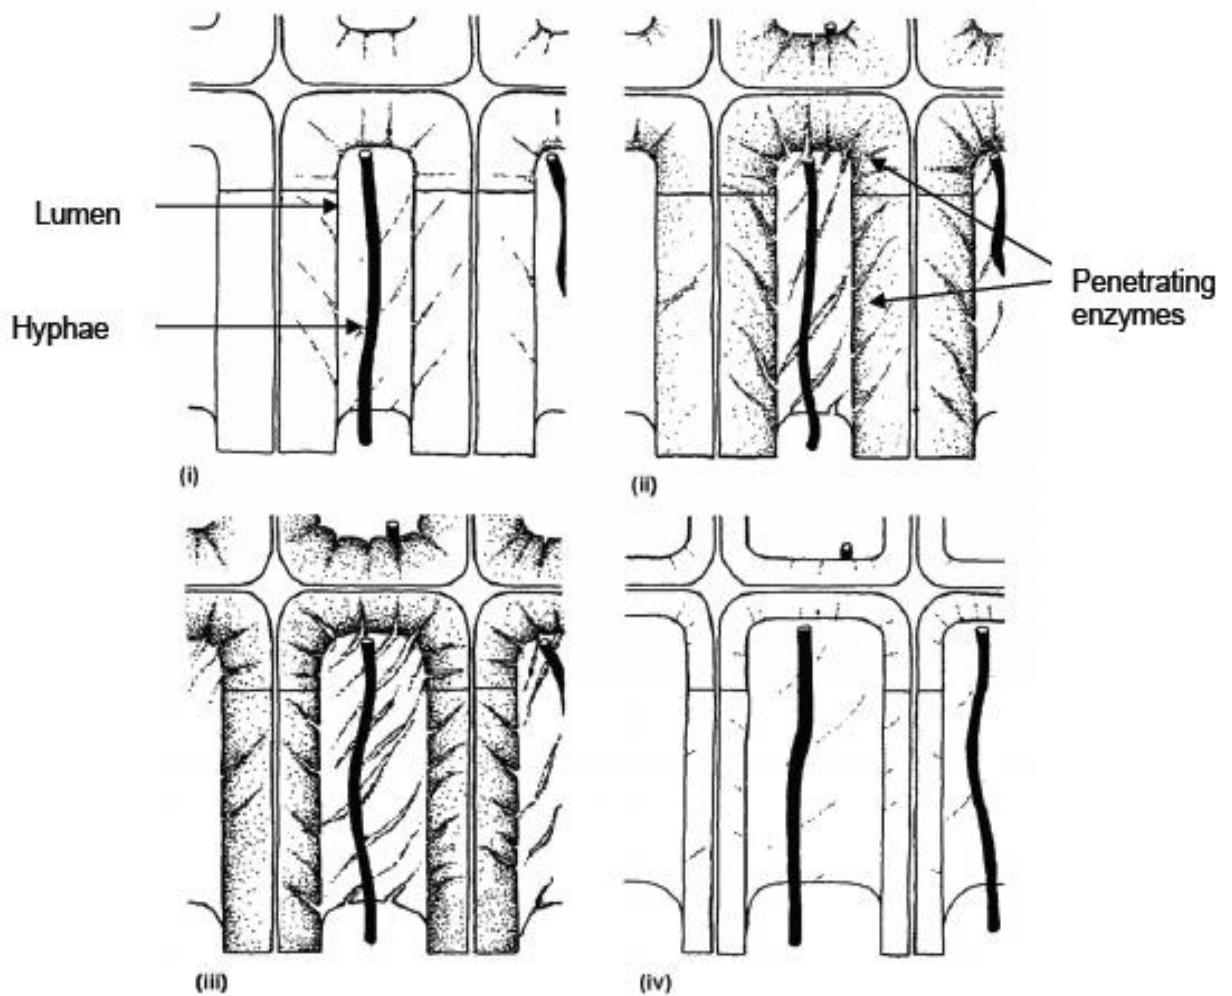 Lumen
Hyphae
Penetrating
enzymes
(i)
(ii)
(iii)
(iv)